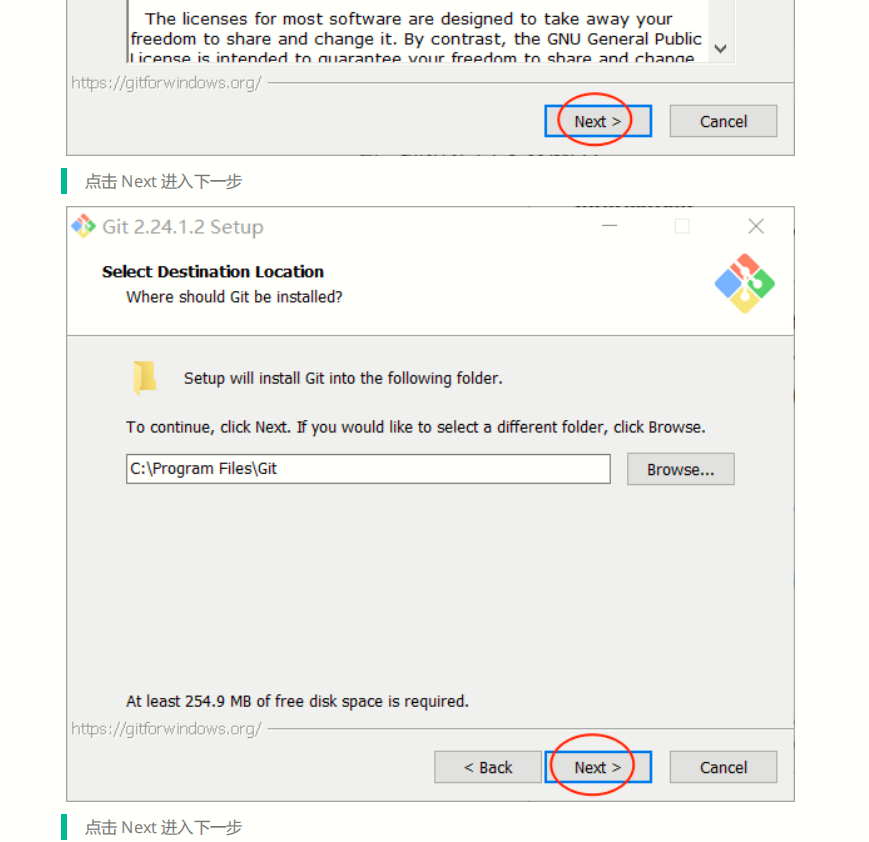 The licenses for most software are designed to take away your
freedom to share and change it. By contrast, the GNU General Public
License is intended to guarantee your freedom to share and change
https://gitforwindows.org/
Next >
Cancel
点击 Next 进入下一步
Git 2.24.1.2 Setup
Select Destination Location
Where should Git be installed?
Setup will install Git into the following folder.
To continue, click Next. If you would like to select a different folder, click Browse.
C:\Program Files\Git
Browse...
At least 254.9 MB of free disk space is required.
https://gitforwindows.org/
< Back
Next >
Cancel
点击 Next 进入下一步